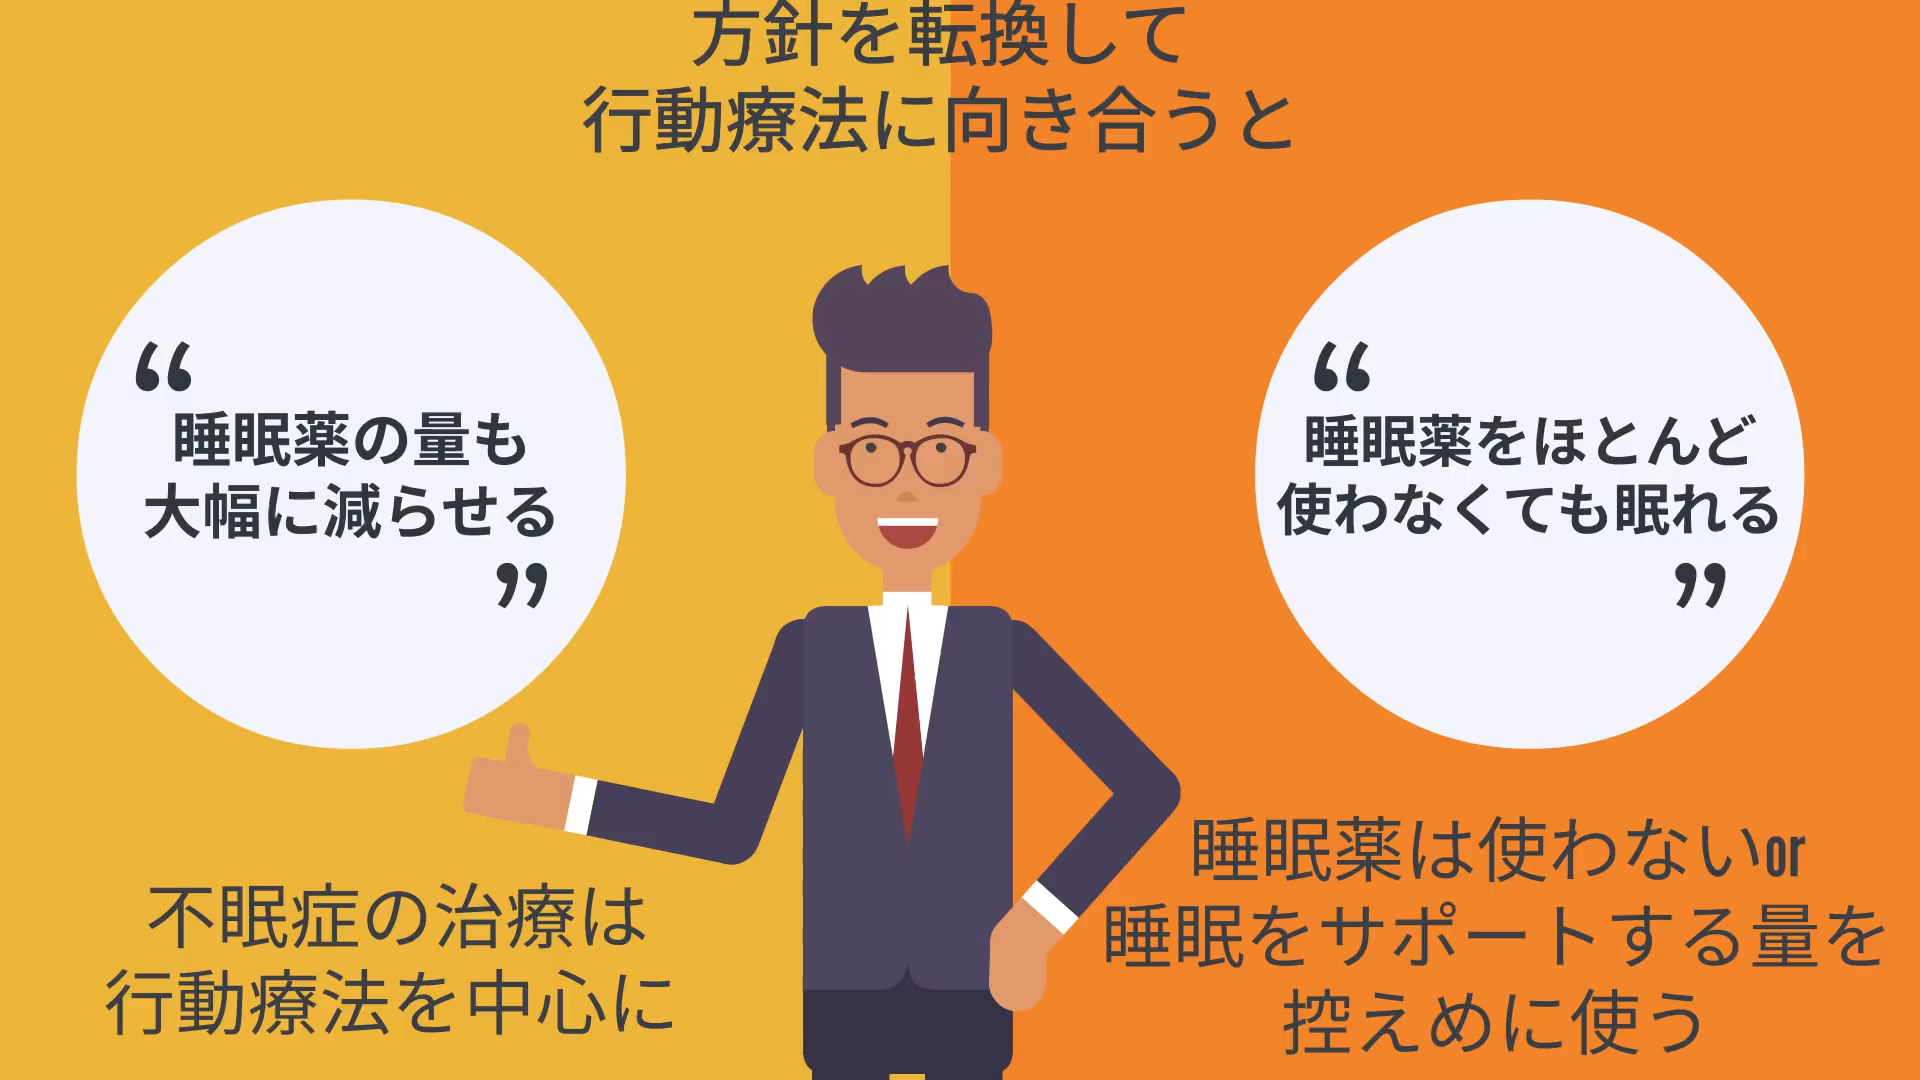 方針を転換して
行動療法に向き合うと
“
睡眠薬の量も
大幅に減らせる
”
“
睡眠薬をほとんど
使わなくても眠れる
”
不眠症の治療は
行動療法を中心に
睡眠薬は使わないor
睡眠をサポートする量を
控えめに使う